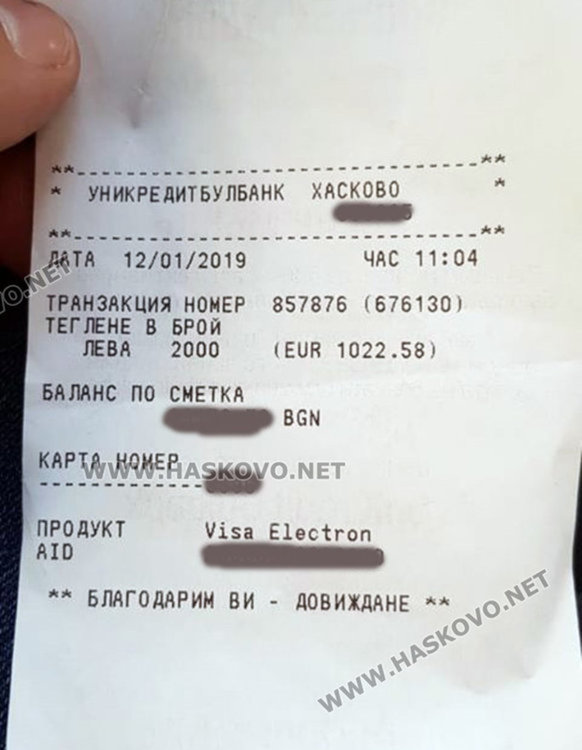 **------------------------------------**
* УНИКРЕДИТБУЛБАНК ХАСКОВО *
**------------------------------------**
ДАТА 12/01/2019 ЧАС 11:04
ТРАНЗАКЦИЯ НОМЕР 857876 (676130)
ТЕГЛЕНЕ В БРОЙ
ЛЕВА 2000 (EUR 1022.58)
БАЛАНС ПО СМЕТКА
BGN
КАРТА НОМЕР
WWW.HASKOVO.NET
---------------
ПРОДУКТ Visa Electron
AID
** БЛАГОДАРИМ ВИ - ДОВИЖДАНЕ **
WWW.HASKOVO.NET